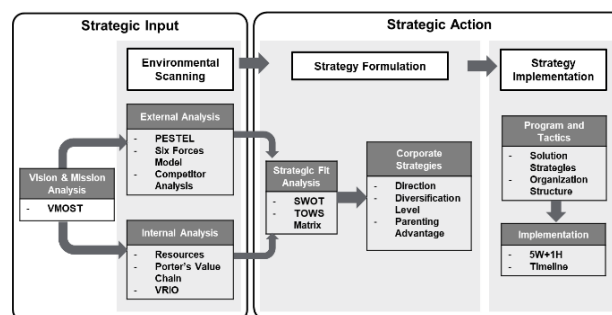 Strategic Input
Strategic Action
Environmental
Scanning
Strategy Formulation
Strategy
Implementation
External Analysis
- PESTEL
- Six Forces
Model
- Competitor
Analysis
Vision & Mission
Analysis
- VMOST
Internal Analysis
- Resources
- Porter's Value
Chain
- VRIO
Strategic Fit
Analysis
- SWOT
- TOWS
Matrix
Corporate
Strategies
- Direction
- Diversification
Level
- Parenting
Advantage
Program and
Tactics
- Solution
Strategies
- Organization
Structure
Implementation
- 5W+1H
- Timeline